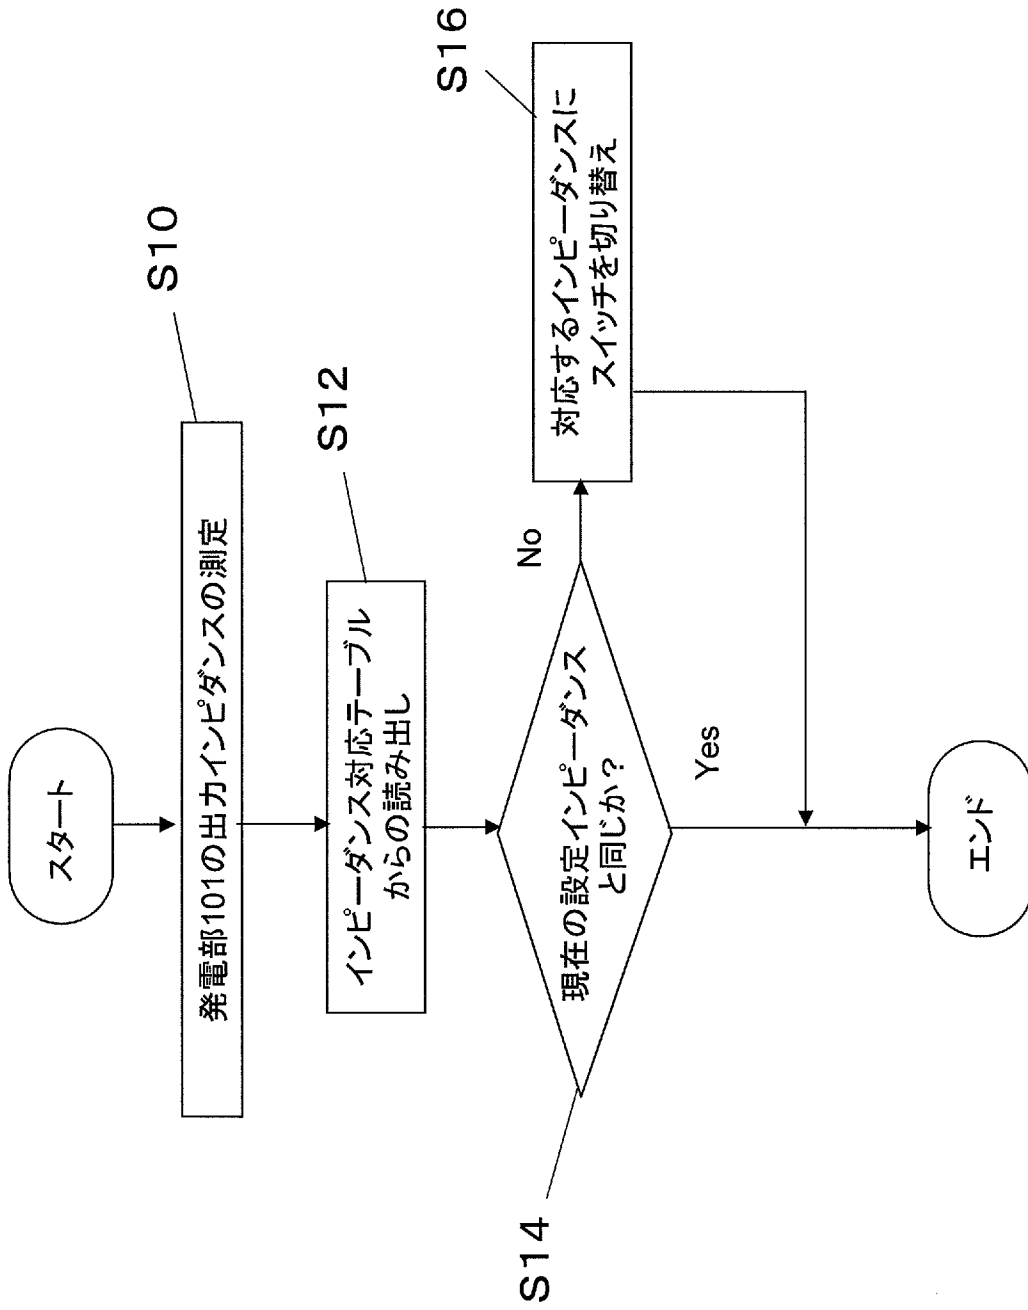 スタート
S10
発電部101の出力インピダンスの測定
S12
インピーダンス対応テーブル
からの読み出し
S14
現在の設定インピーダンス
と同じか?
No
S16
対応するインピーダンスに
スイッチを切り替え
Yes
エンド